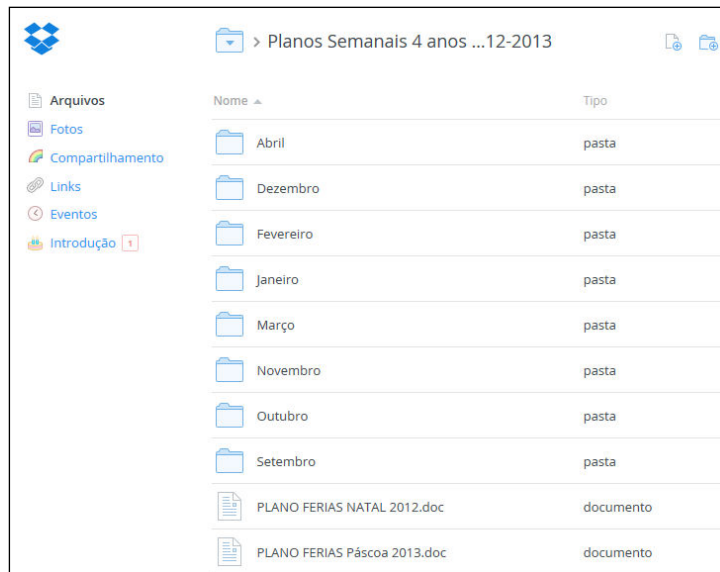 > Planos Semanais 4 anos ...12-2013
Arquivos
Fotos
Compartilhamento
Links
Eventos
Introdução 1
Nome Tipo
Abril pasta
Dezembro pasta
Fevereiro pasta
Janeiro pasta
Março pasta
Novembro pasta
Outubro pasta
Setembro pasta
PLANO FERIAS NATAL 2012.doc documento
PLANO FERIAS Páscoa 2013.doc documento